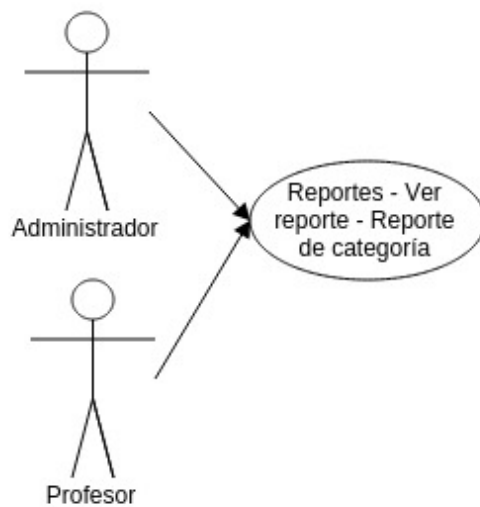 Administrador
Reportes - Ver
reporte - Reporte
de categoría
Profesor